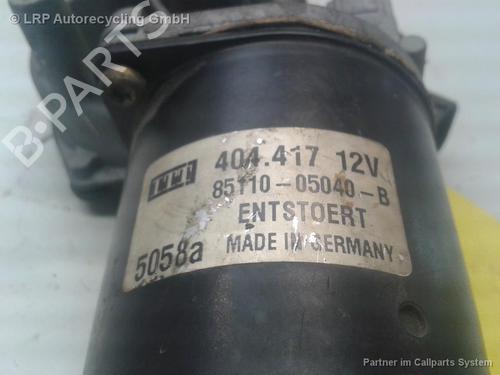 © LRP Autorecycling GmbH
B-PARTS
404.417 12V
85110-05040-B
ENTSTOERT
5058a MADE IN GERMANY
Partner im Callparts System